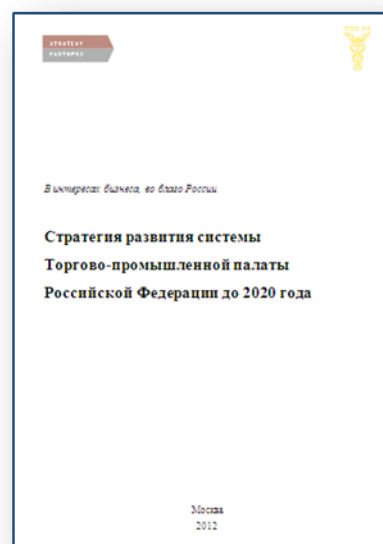 STRATEGY
PARTNERS
В интересах бизнеса, во благо России
Стратегия развития системы
Торгово-промышленной палаты
Российской Федерации до 2020 года
Москва
2012